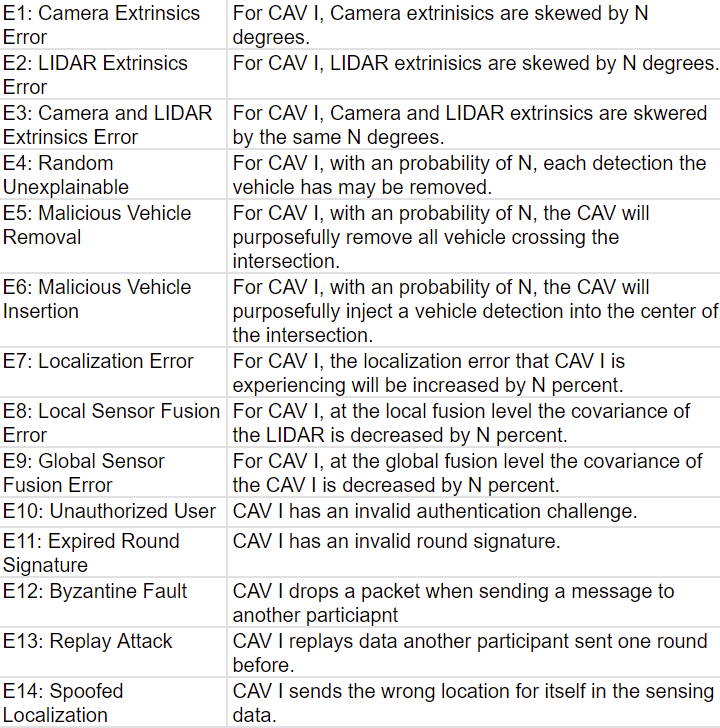 E1: Camera Extrinsics
Error
For CAV I, Camera extrinisics are skewed by N
degrees.
E2: LIDAR Extrinsics
Error
For CAV I, LIDAR extrinisics are skewed by N degrees.
E3: Camera and LIDAR
Extrinsics Error
For CAV I, Camera and LIDAR extrinsics are skwered
by the same N degrees.
E4: Random
Unexplainable
For CAV I, with an probability of N, each detection the
vehicle has may be removed.
E5: Malicious Vehicle
Removal
For CAV I, with an probability of N, the CAV will
purposefully remove all vehicle crossing the
intersection.
E6: Malicious Vehicle
Insertion
For CAV I, with an probability of N, the CAV will
purposefully inject a vehicle detection into the center of
the intersection.
E7: Localization Error
For CAV I, the localization error that CAV I is
experiencing will be increased by N percent.
E8: Local Sensor Fusion
Error
For CAV I, at the local fusion level the covariance of
the LIDAR is decreased by N percent.
E9: Global Sensor
Fusion Error
For CAV I, at the global fusion level the covariance of
the CAV I is decreased by N percent.
E10: Unauthorized User
CAV I has an invalid authentication challenge.
E11: Expired Round
Signature
CAV I has an invalid round signature.
E12: Byzantine Fault
CAV I drops a packet when sending a message to
another particiapnt
E13: Replay Attack
CAV I replays data another participant sent one round
before.
E14: Spoofed
Localization
CAV I sends the wrong location for itself in the sensing
data.